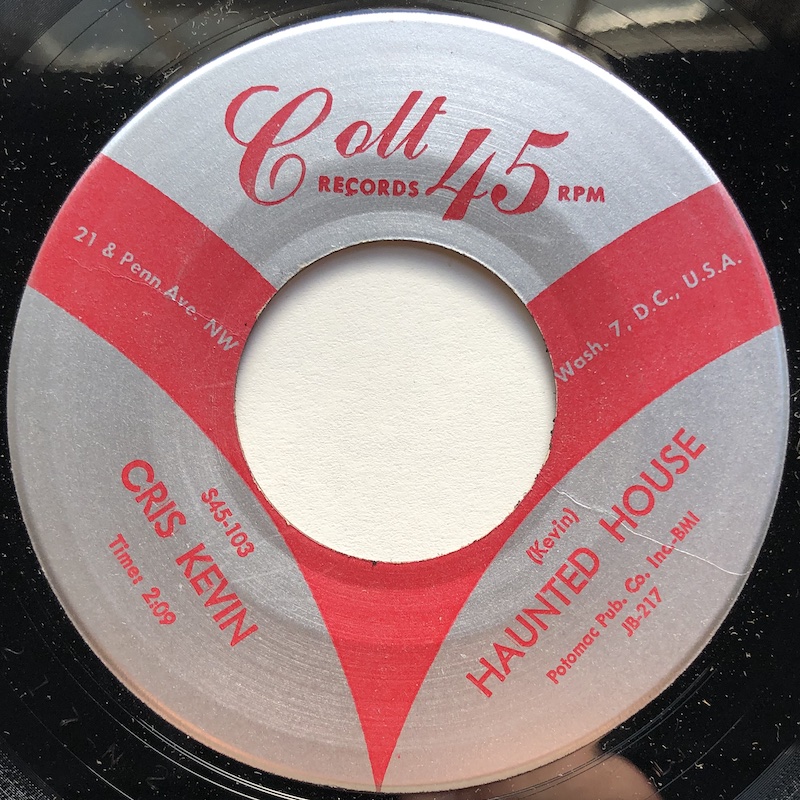 Colt 45
RECORDS RPM
21 & Penn.Ave. NW
Wash. 7, D.C., U.S.A.
S45-103
CRIS KEVIN
Time: 2:09
(Kevin)
HAUNTED HOUSE
Potomac Pub. Co. Inc.-BMI
JB-217